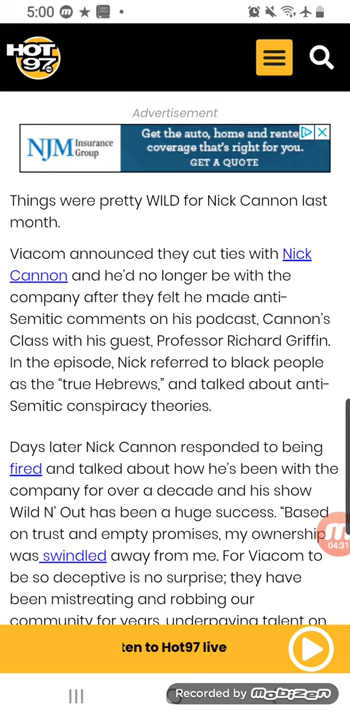 5:00
HOT
97
Advertisement
NJM Insurance Group
Get the auto, home and rente
coverage that's right for you.
GET A QUOTE
Things were pretty WILD for Nick Cannon last
month.
Viacom announced they cut ties with Nick
Cannon and he'd no longer be with the
company after they felt he made anti-
Semitic comments on his podcast, Cannon's
Class with his guest, Professor Richard Griffin.
In the episode, Nick referred to black people
as the "true Hebrews," and talked about anti-
Semitic conspiracy theories.
Days later Nick Cannon responded to being
fired and talked about how he's been with the
company for over a decade and his show
Wild N' Out has been a huge success. "Based
on trust and empty promises, my ownership
was swindled away from me. For Viacom to
04:31
be so deceptive is no surprise; they have
been mistreating and robbing our
community for years, underpaying talent on
ten to Hot97 live
Recorded by Mobizen